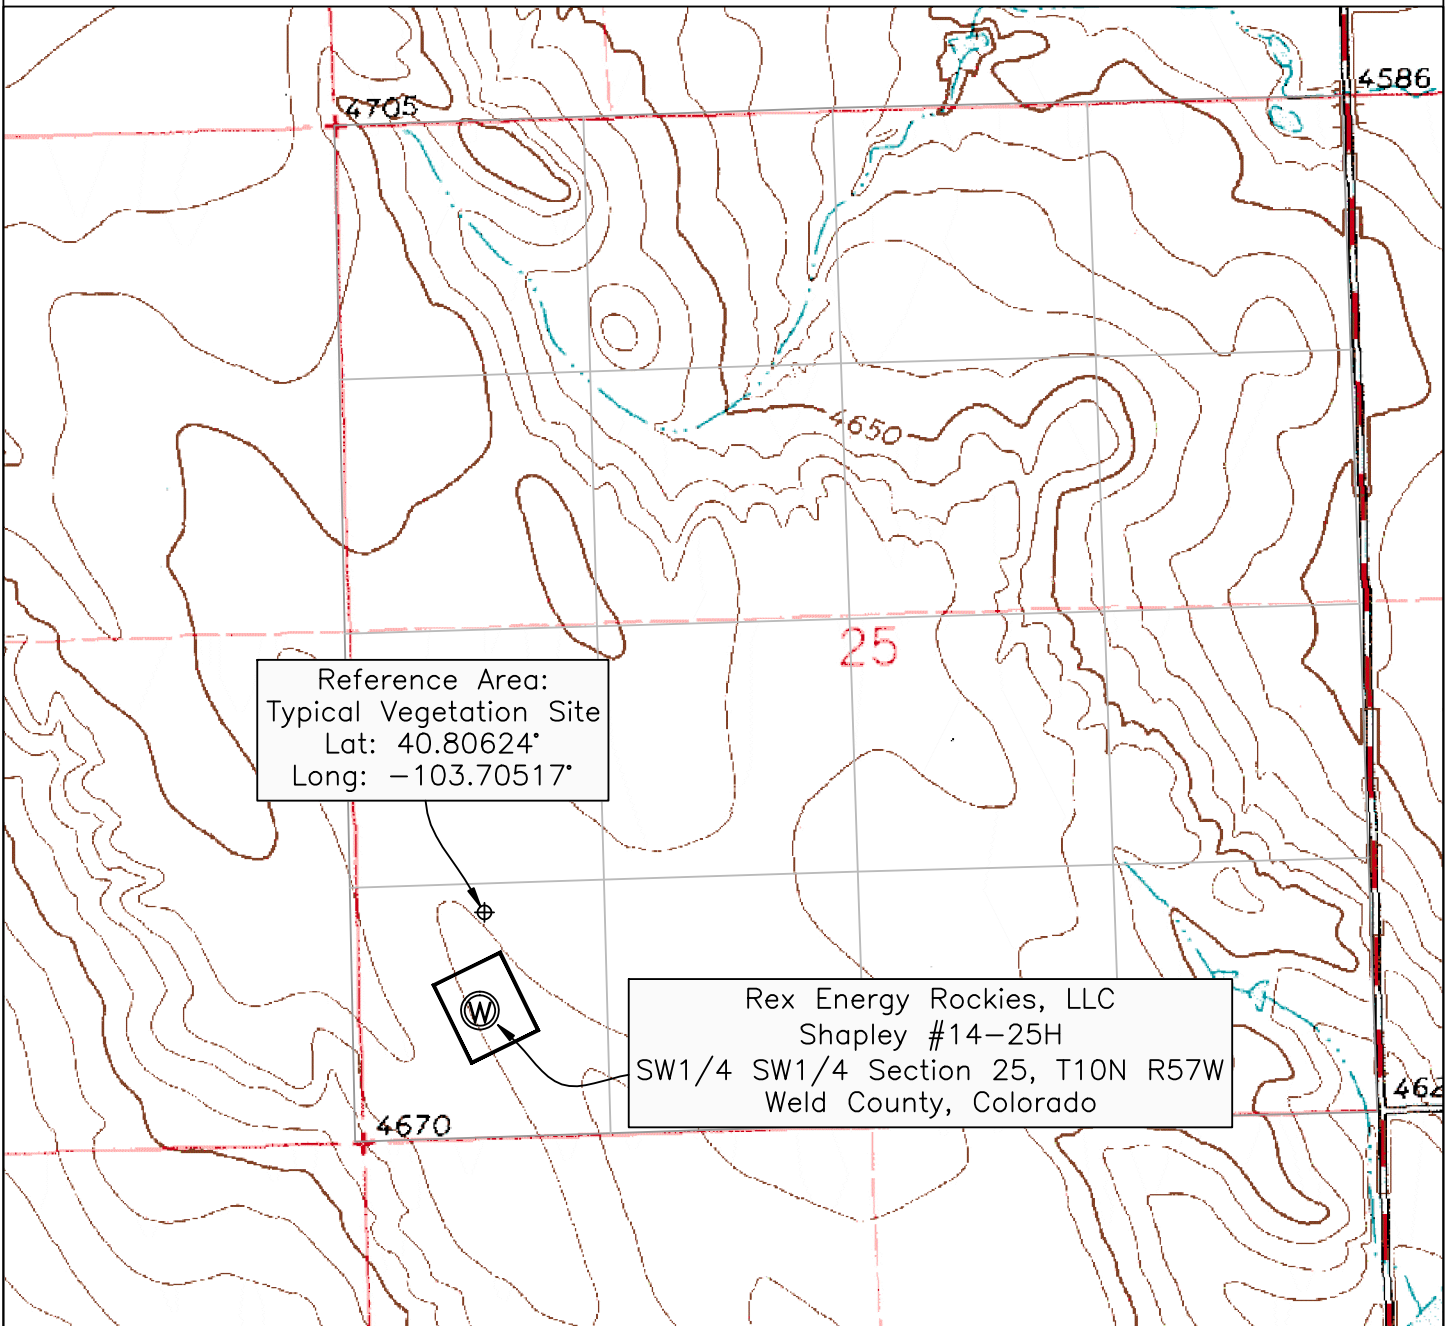 4705
4586
4650
25
Reference Area:
Typical Vegetation Site
Lat: 40.80624°
Long: -103.70517°
W
Rex Energy Rockies, LLC
Shapley #14-25H
SW1/4 SW1/4 Section 25, T10N R57W
Weld County, Colorado
4670